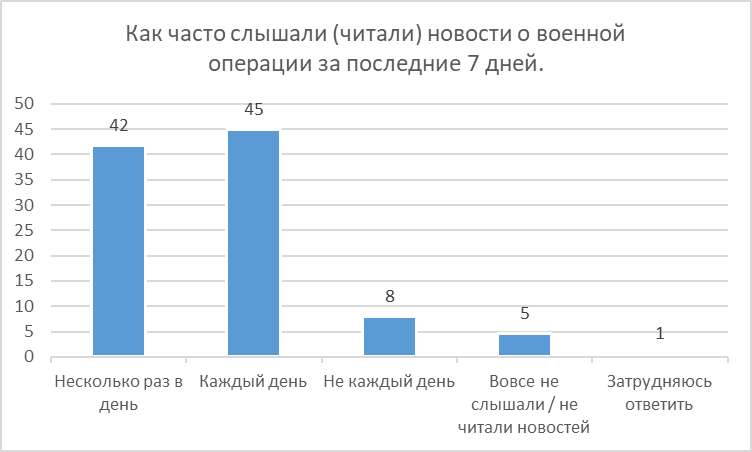 Как часто слышали (читали) новости о военной
операции за последние 7 дней.
50
45
40
35
30
25
20
15
10
5
0
42
45
8
5
1
Несколько раз в
день
Каждый день
Не каждый день
Вовсе не
слышали / не
читали новостей
Затрудняюсь
ответить